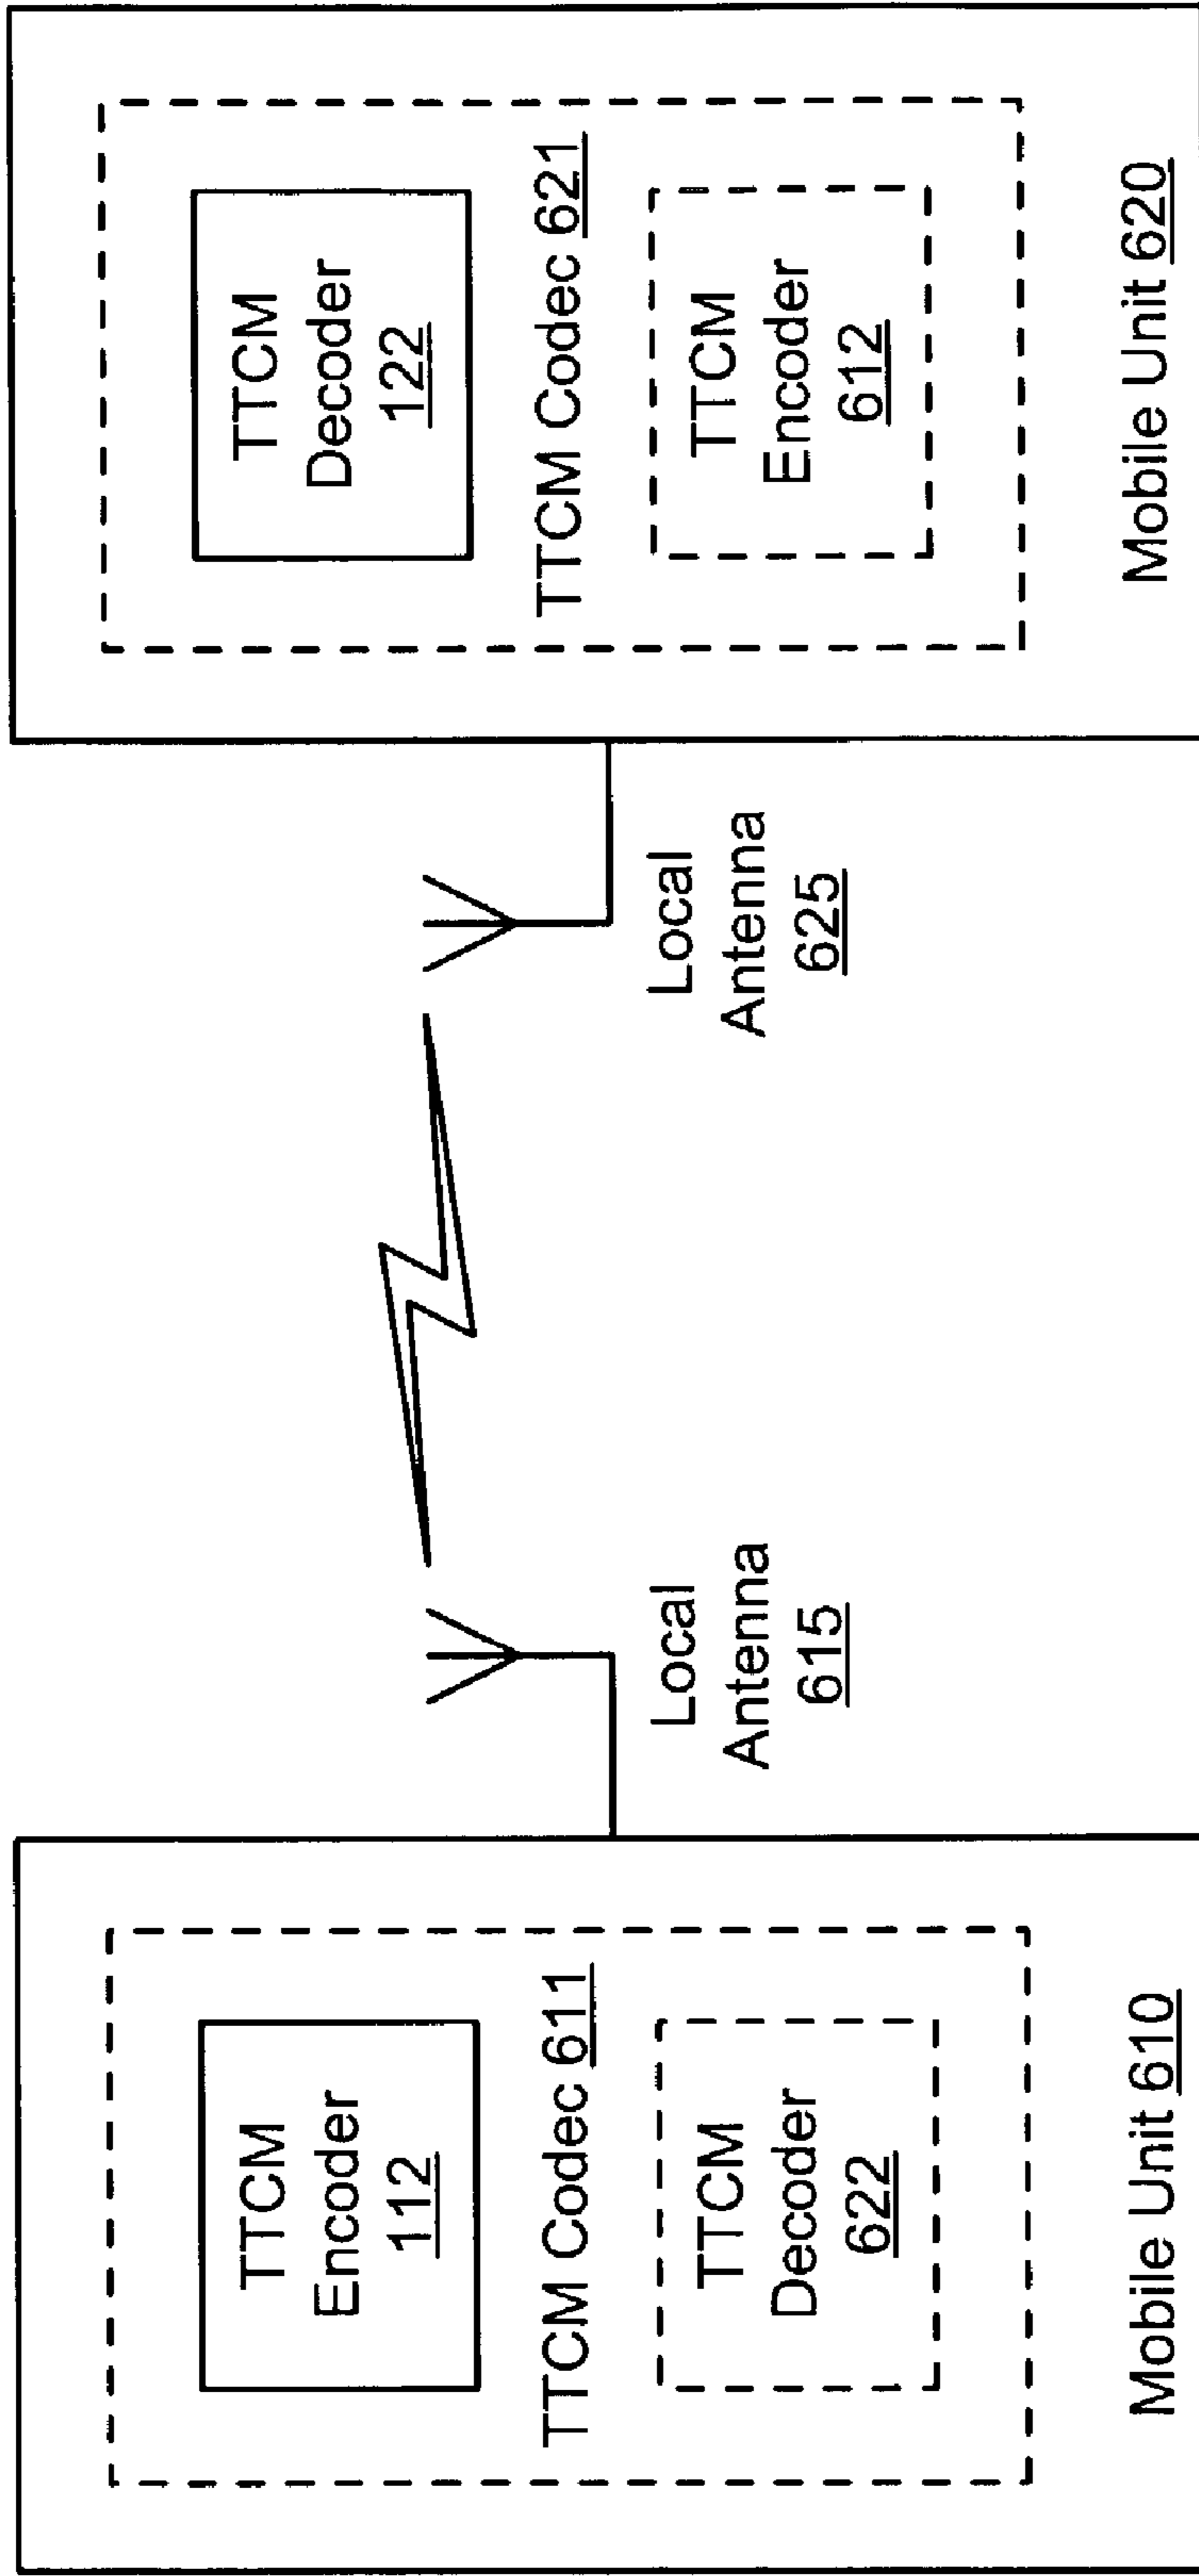 TTCM
Encoder
112
TTCM Codec 611
TTCM
Decoder
622
Mobile Unit 610
Local
Antenna
615
Local
Antenna
625
TTCM
Decoder
122
TTCM Codec 621
TTCM
Encoder
612
Mobile Unit 620